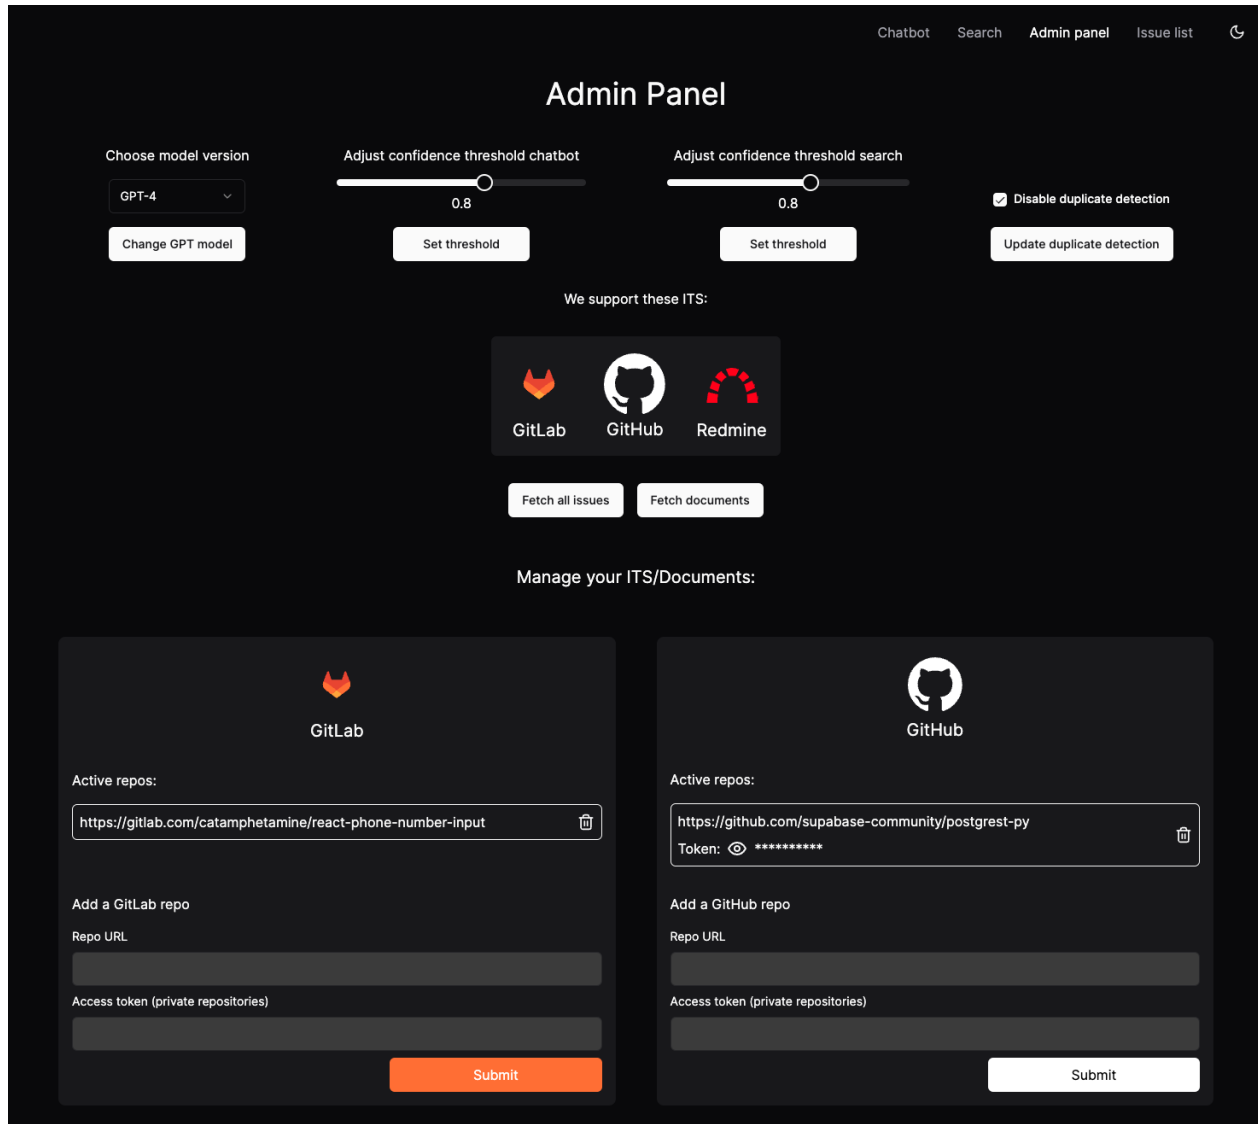 Chatbot Search Admin panel Issue list
Admin Panel
Choose model version
GPT-4
Change GPT model
Adjust confidence threshold chatbot
0.8
Set threshold
Adjust confidence threshold search
0.8
Set threshold
Disable duplicate detection
Update duplicate detection
We support these ITS:
GitLab
GitHub
Redmine
Fetch all issues
Fetch documents
Manage your ITS/Documents:
GitLab
Active repos:
https://gitlab.com/catamphetamine/react-phone-number-input
Add a GitLab repo
Repo URL
Access token (private repositories)
Submit
GitHub
Active repos:
https://github.com/supabase-community/postgrest-py
Token: **********
Add a GitHub repo
Repo URL
Access token (private repositories)
Submit